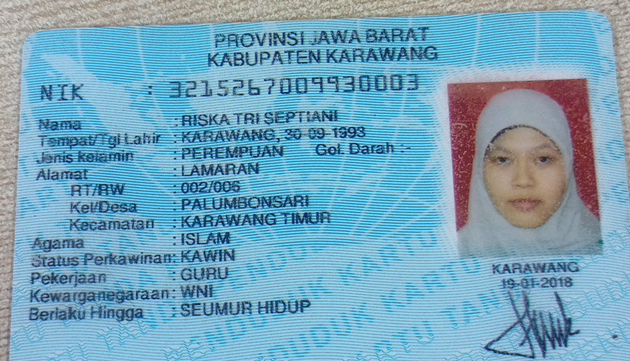 PROVINSI JAWA BARAT
KABUPATEN KARAWANG
NIK : 3215267009930003
Nama : RISKA TRI SEPTIANI
Tempat/Tgl Lahir : KARAWANG, 30-09-1993
Jenis kelamin : PEREMPUAN Gol. Darah :-
Alamat : LAMARAN
RT/RW : 002/006
Kel/Desa : PALUMBONSARI
Kecamatan : KARAWANG TIMUR
Agama : ISLAM
Status Perkawinan: KAWIN
Pekerjaan : GURU
Kewarganegaraan: WNI
Berlaku Hingga : SEUMUR HIDUP
KARAWANG
19-01-2018